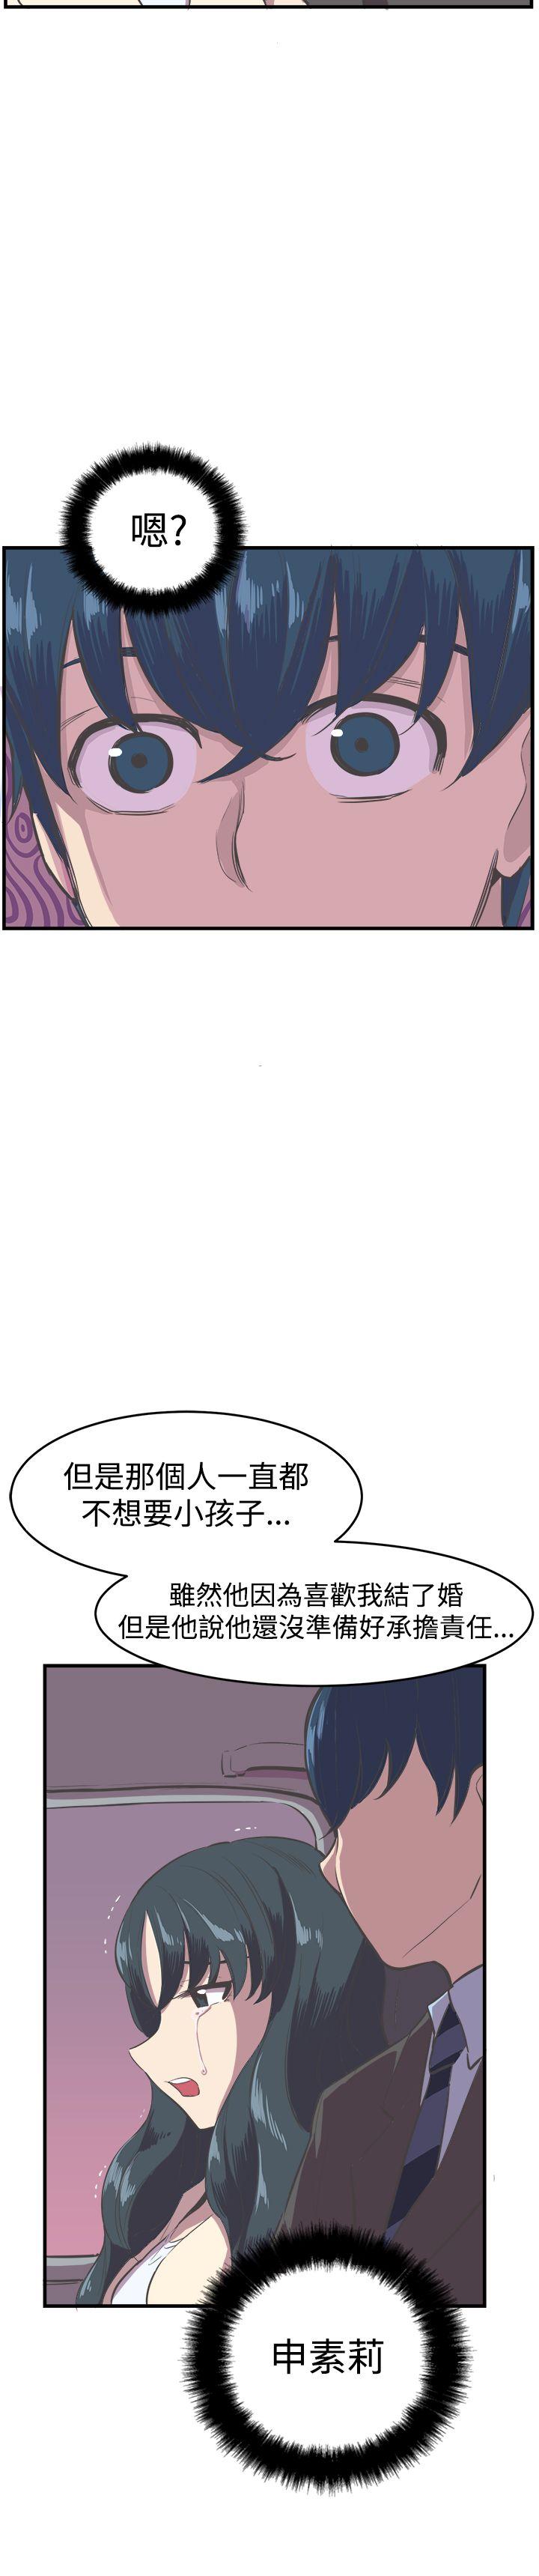 嗯?
但是那個人一直都
不想要小孩子...
雖然他因為喜歡我結了婚
但是他說他還沒準備好承擔責任...
申素莉